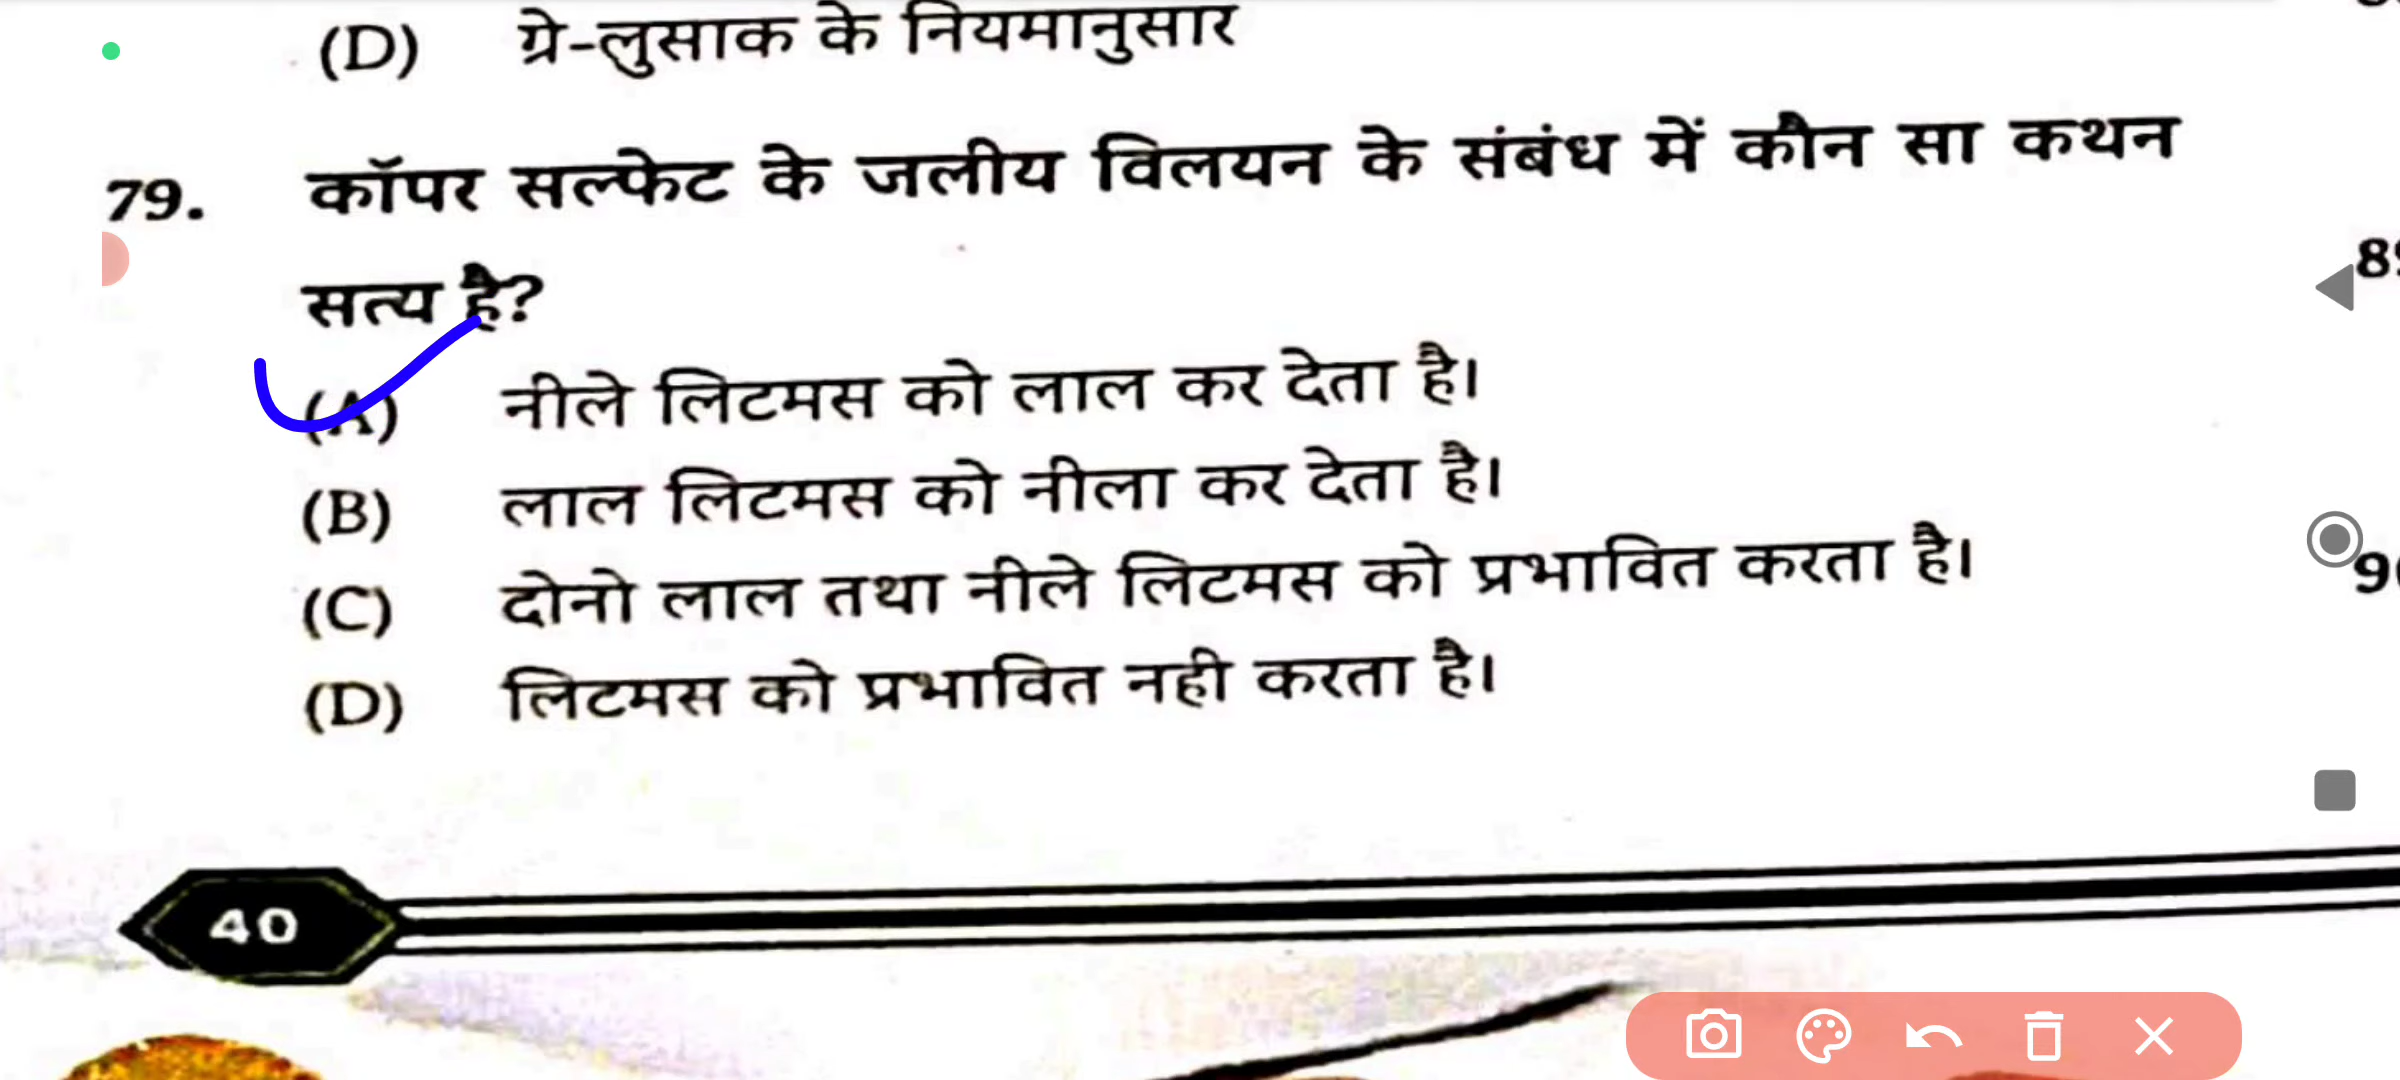 (D) ग्रे-लुसाक के नियमानुसार
79. कॉपर सल्फेट के जलीय विलयन के संबंध में कौन सा कथन
सत्य है?
(A) नीले लिटमस को लाल कर देता है।
(B) लाल लिटमस को नीला कर देता है।
(C) दोनो लाल तथा नीले लिटमस को प्रभावित करता है।
(D) लिटमस को प्रभावित नही करता है।
40